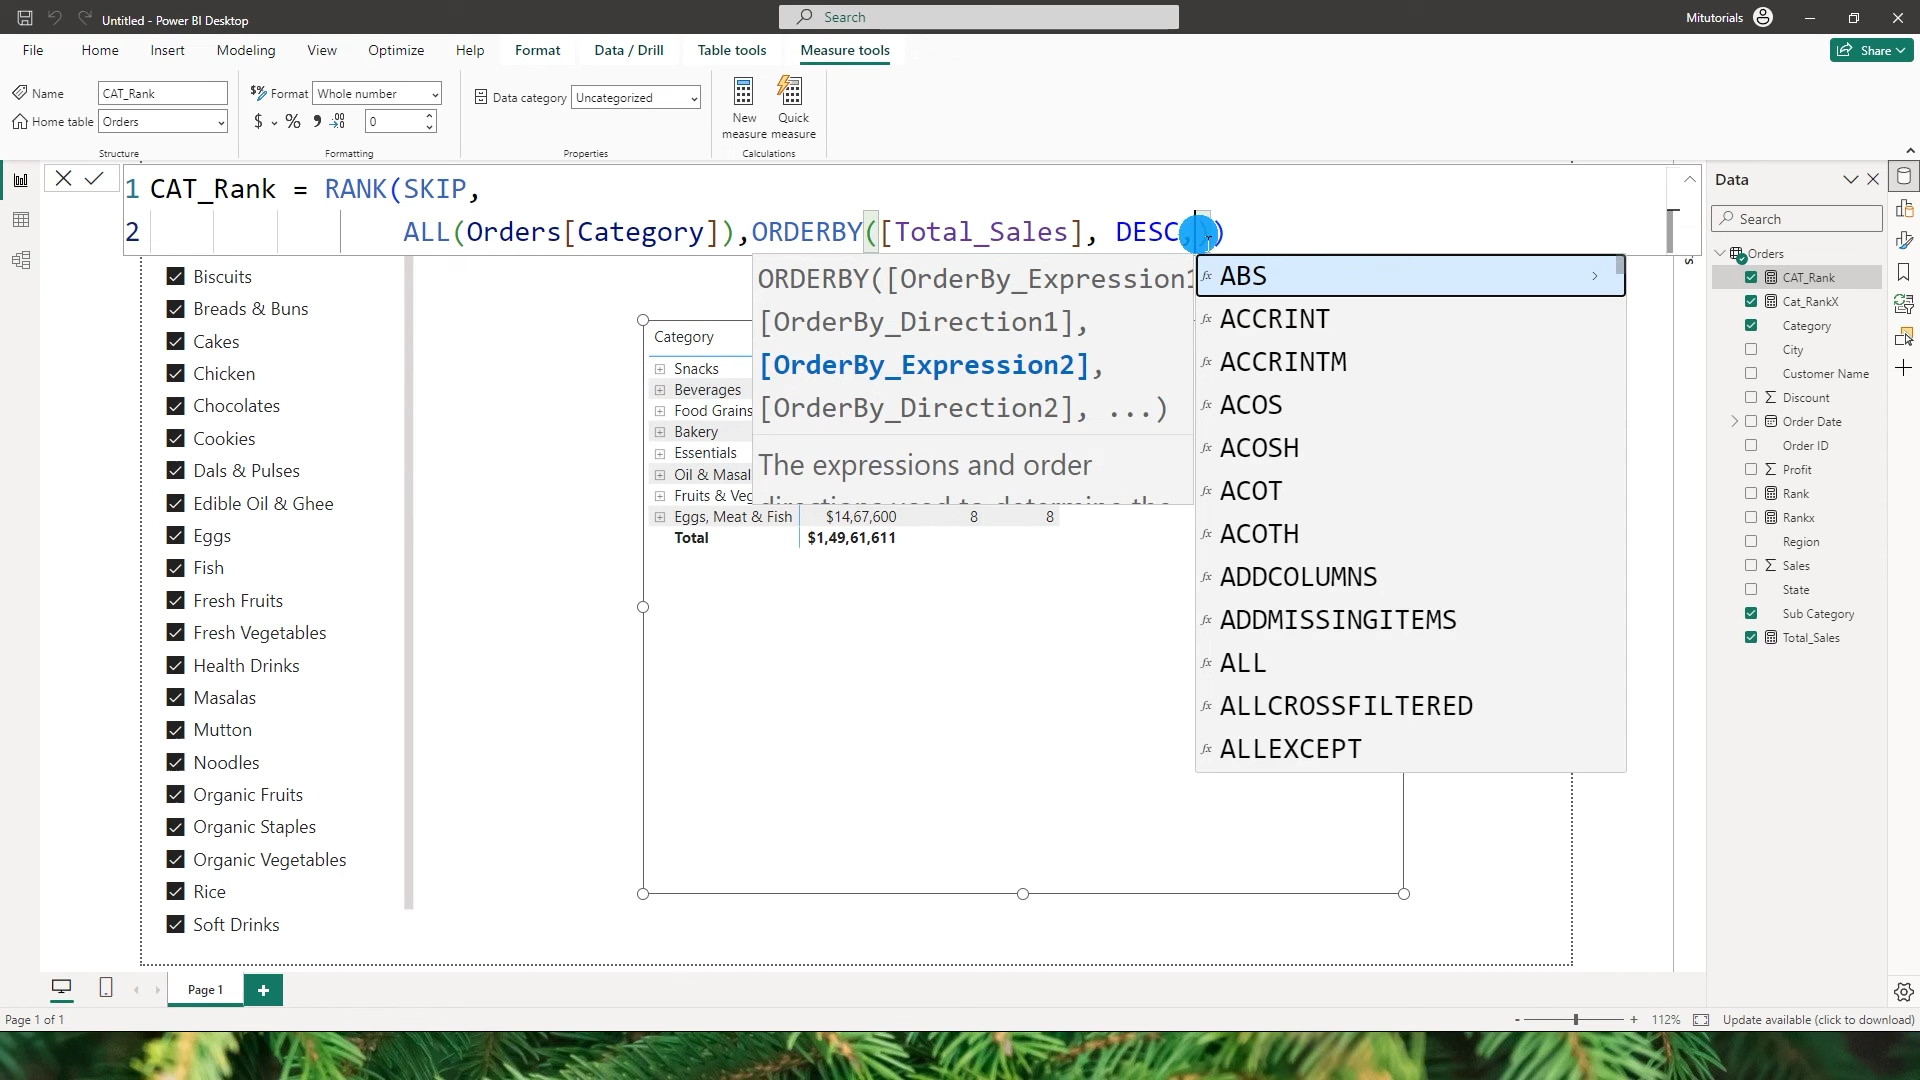 Untitled - Power BI Desktop
Search
Mitutorials
File Home Insert Modeling View Optimize Help Format Data / Drill Table tools Measure tools
Share
Name CAT_Rank
Home table Orders
Structure
$% Format Whole number
$ % 0
Formatting
Data category Uncategorized
Properties
New measure
Quick measure
Calculations
1 CAT_Rank = RANK(SKIP,
2 ALL(Orders[Category]),ORDERBY([Total_Sales], DESC,))
ORDERBY([OrderBy_Expression1
[OrderBy_Direction1],
[OrderBy_Expression2],
[OrderBy_Direction2], ...)
The expressions and order
directions used to determine the
ABS
ACCRINT
ACCRINTM
ACOS
ACOSH
ACOT
ACOTH
ADDCOLUMNS
ADDMISSINGITEMS
ALL
ALLCROSSFILTERED
ALLEXCEPT
Biscuits
Breads & Buns
Cakes
Chicken
Chocolates
Cookies
Dals & Pulses
Edible Oil & Ghee
Eggs
Fish
Fresh Fruits
Fresh Vegetables
Health Drinks
Masalas
Mutton
Noodles
Organic Fruits
Organic Staples
Organic Vegetables
Rice
Soft Drinks
Category
Snacks
Beverages
Food Grains
Bakery
Essentials
Oil & Masal
Fruits & Veg
Eggs, Meat & Fish $14,67,600 8 8
Total $1,49,61,611
Data
Search
Orders
CAT_Rank
Cat_RankX
Category
City
Customer Name
Discount
Order Date
Order ID
Profit
Rank
Rankx
Region
Sales
State
Sub Category
Total_Sales
Page 1
Page 1 of 1
- + 112%
Update available (click to download)